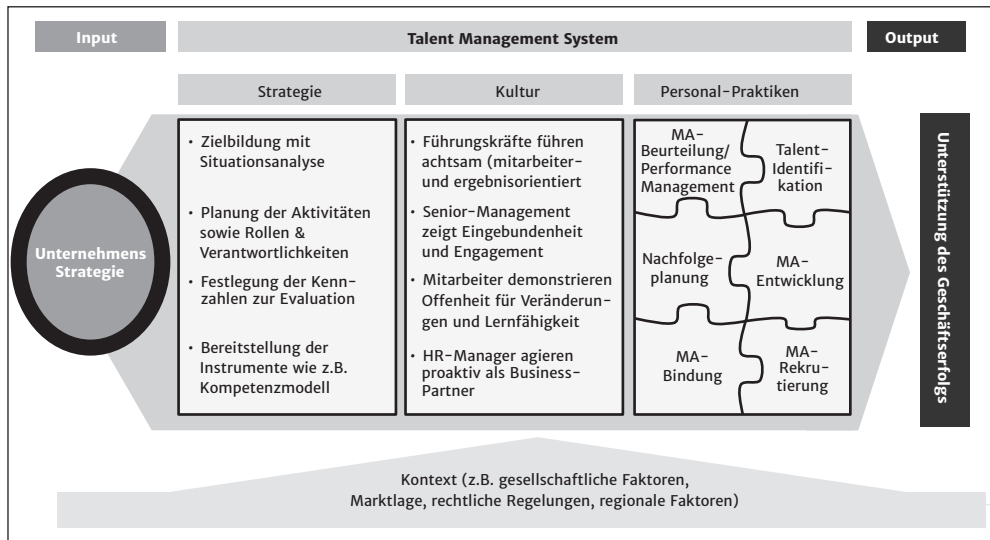 Input
Talent Management System
Output
Strategie
Kultur
Personal-Praktiken
Unternehmens
Strategie
• Zielbildung mit
Situationsanalyse
• Planung der Aktivitäten
sowie Rollen &
Verantwortlichkeiten
• Festlegung der Kenn-
zahlen zur Evaluation
• Bereitstellung der
Instrumente wie z.B.
Kompetenzmodell
• Führungskräfte führen
achtsam (mitarbeiter-
und ergebnisorientiert
• Senior-Management
zeigt Eingebundenheit
und Engagement
• Mitarbeiter demonstrieren
Offenheit für Veränderun-
gen und Lernfähigkeit
• HR-Manager agieren
proaktiv als Business-
Partner
MA-
Beurteilung/
Performance
Management
Talent-
Identifi-
kation
Nachfolge-
planung
MA-
Entwicklung
MA-
Bindung
MA-
Rekru-
tierung
Unterstützung des Geschäftserfolgs
Kontext (z.B. gesellschaftliche Faktoren,
Marktlage, rechtliche Regelungen, regionale Faktoren)